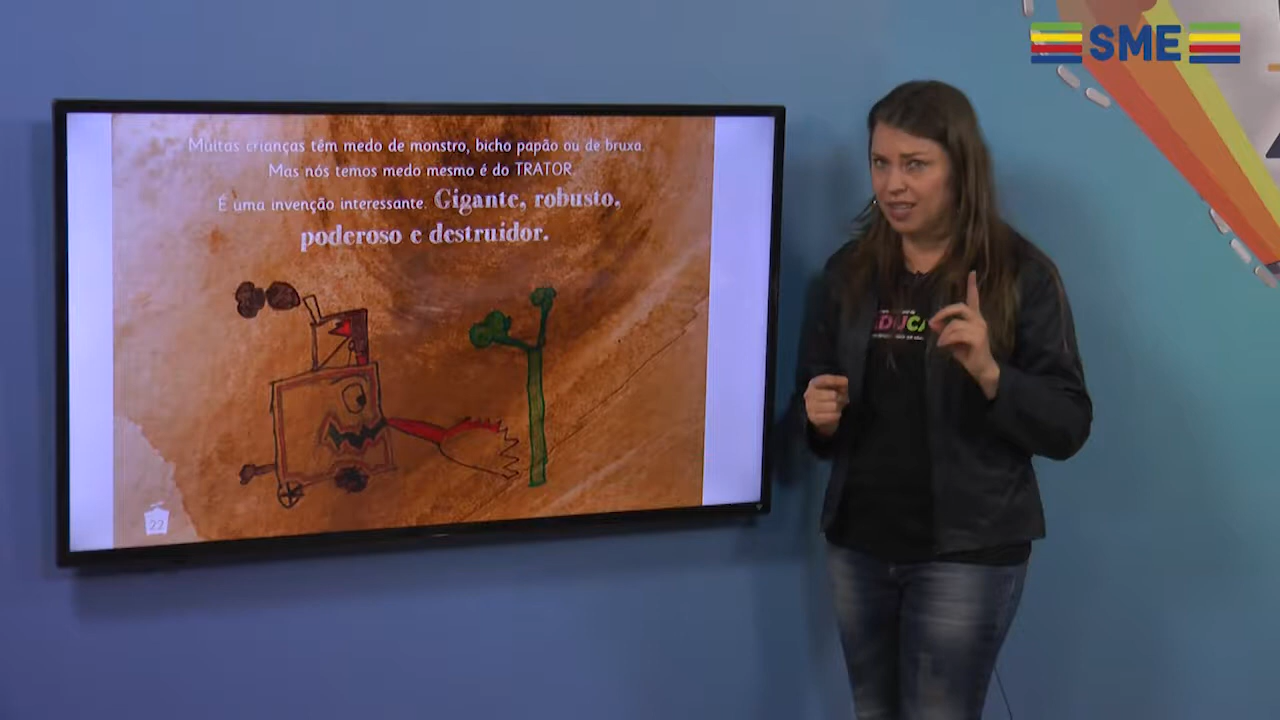 SME
Muitas crianças têm medo de monstro, bicho papão ou de bruxa.
Mas nós temos medo mesmo é do TRATOR.
É uma invenção interessante. Gigante, robusto,
poderoso e destruidor.
22
EDUCA